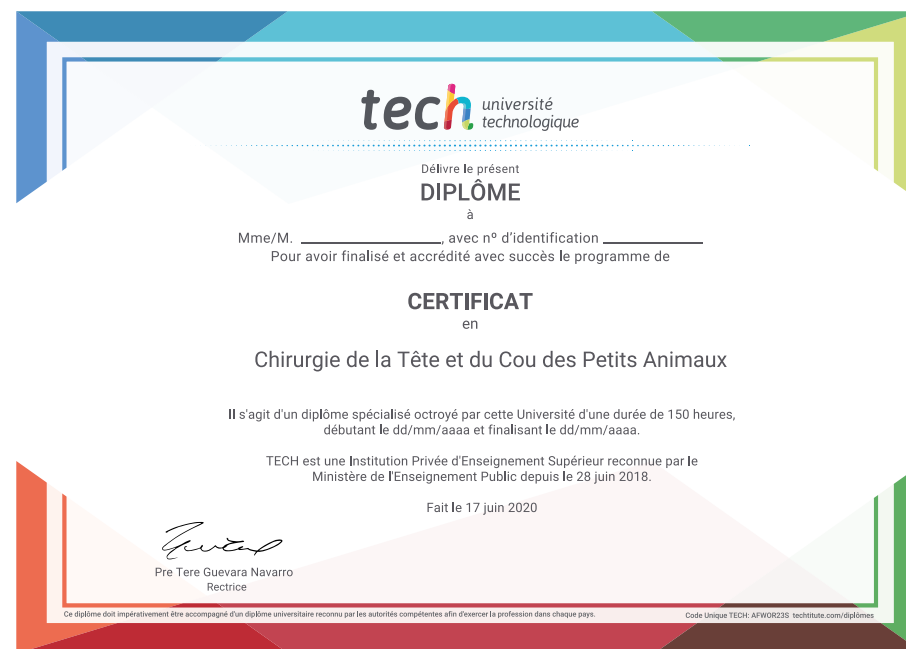 tech université
technologique
Délivre le présent
DIPLÔME
à
Mme/M. ____________________, avec nº d'identification ______________
Pour avoir finalisé et accrédité avec succès le programme de
CERTIFICAT
en
Chirurgie de la Tête et du Cou des Petits Animaux
Il s'agit d'un diplôme spécialisé octroyé par cette Université d'une durée de 150 heures,
débutant le dd/mm/aaaa et finalisant le dd/mm/aaaa.
TECH est une Institution Privée d'Enseignement Supérieur reconnue par le
Ministère de l'Enseignement Public depuis le 28 juin 2018.
Fait le 17 juin 2020
Pre Tere Guevara Navarro
Rectrice
Ce diplôme doit impérativement être accompagné d'un diplôme universitaire reconnu par les autorités compétentes afin d'exercer la profession dans chaque pays.
Code Unique TECH: AFWOR23S techtitute.com/diplômes